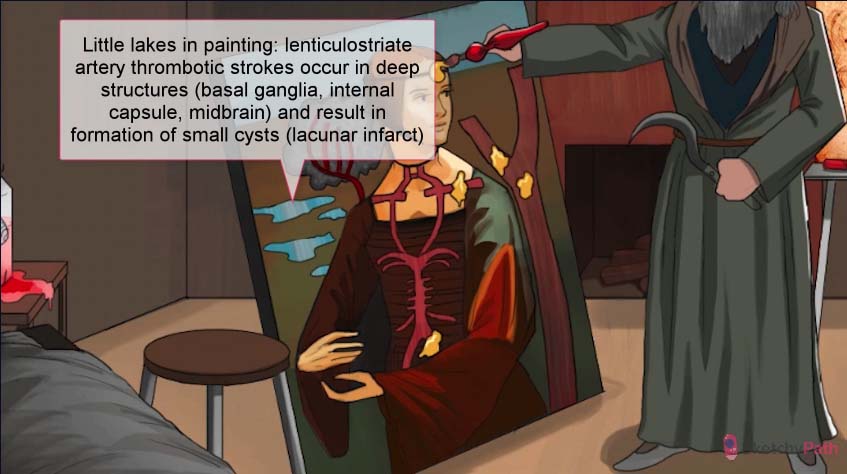 Little lakes in painting: lenticulostriate
artery thrombotic strokes occur in deep
structures (basal ganglia, internal
capsule, midbrain) and result in
formation of small cysts (lacunar infarct)
sketchyPath